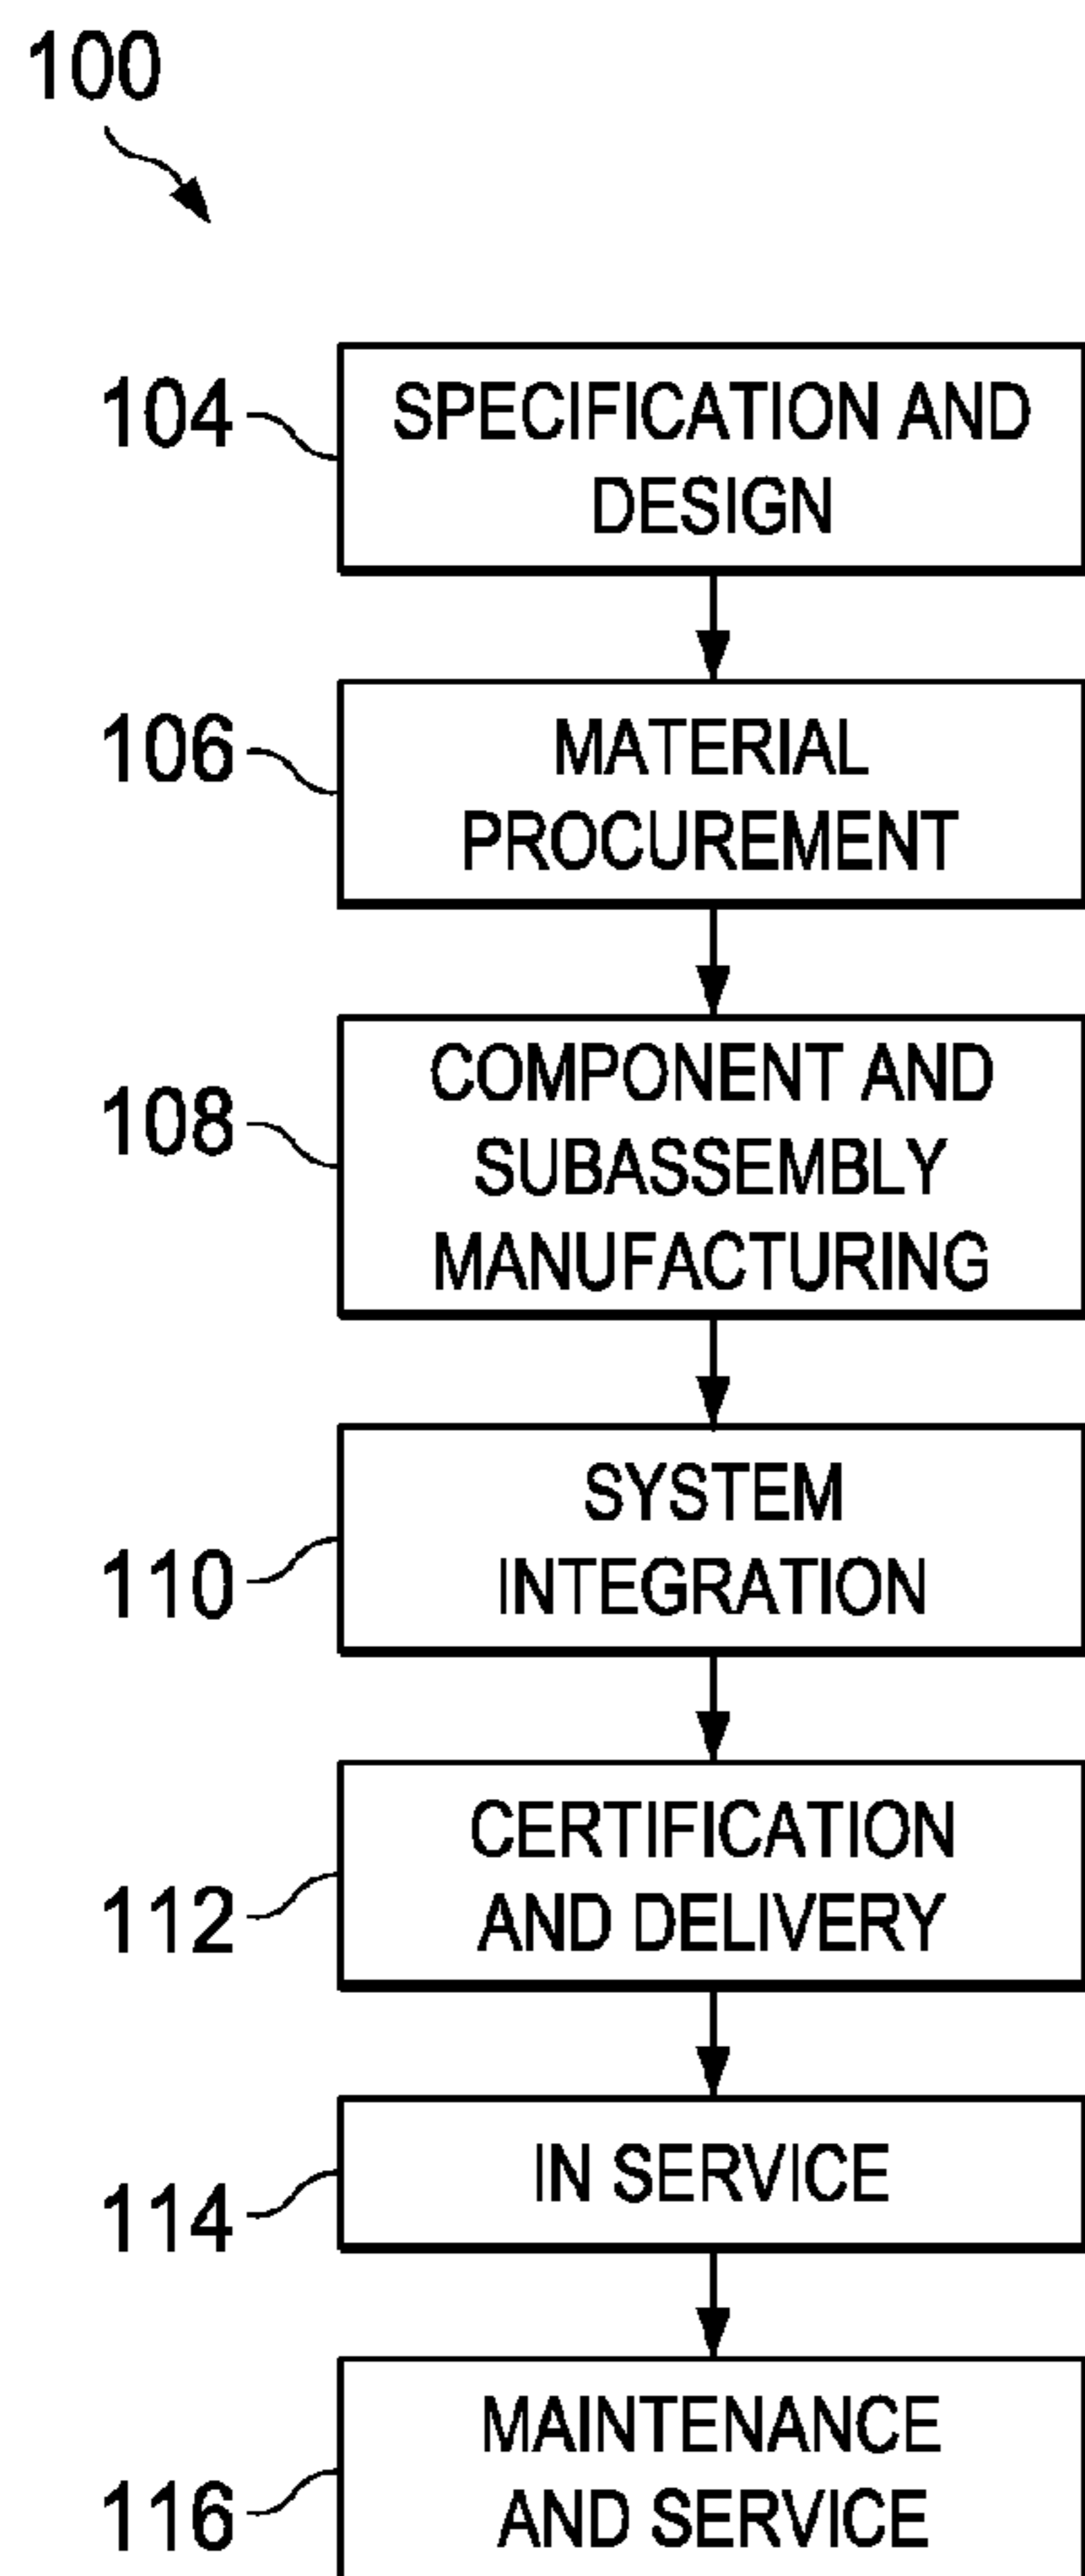 100
104
SPECIFICATION AND
DESIGN
106
MATERIAL
PROCUREMENT
108
COMPONENT AND
SUBASSEMBLY
MANUFACTURING
110
SYSTEM
INTEGRATION
112
CERTIFICATION
AND DELIVERY
114
IN SERVICE
116
MAINTENANCE
AND SERVICE